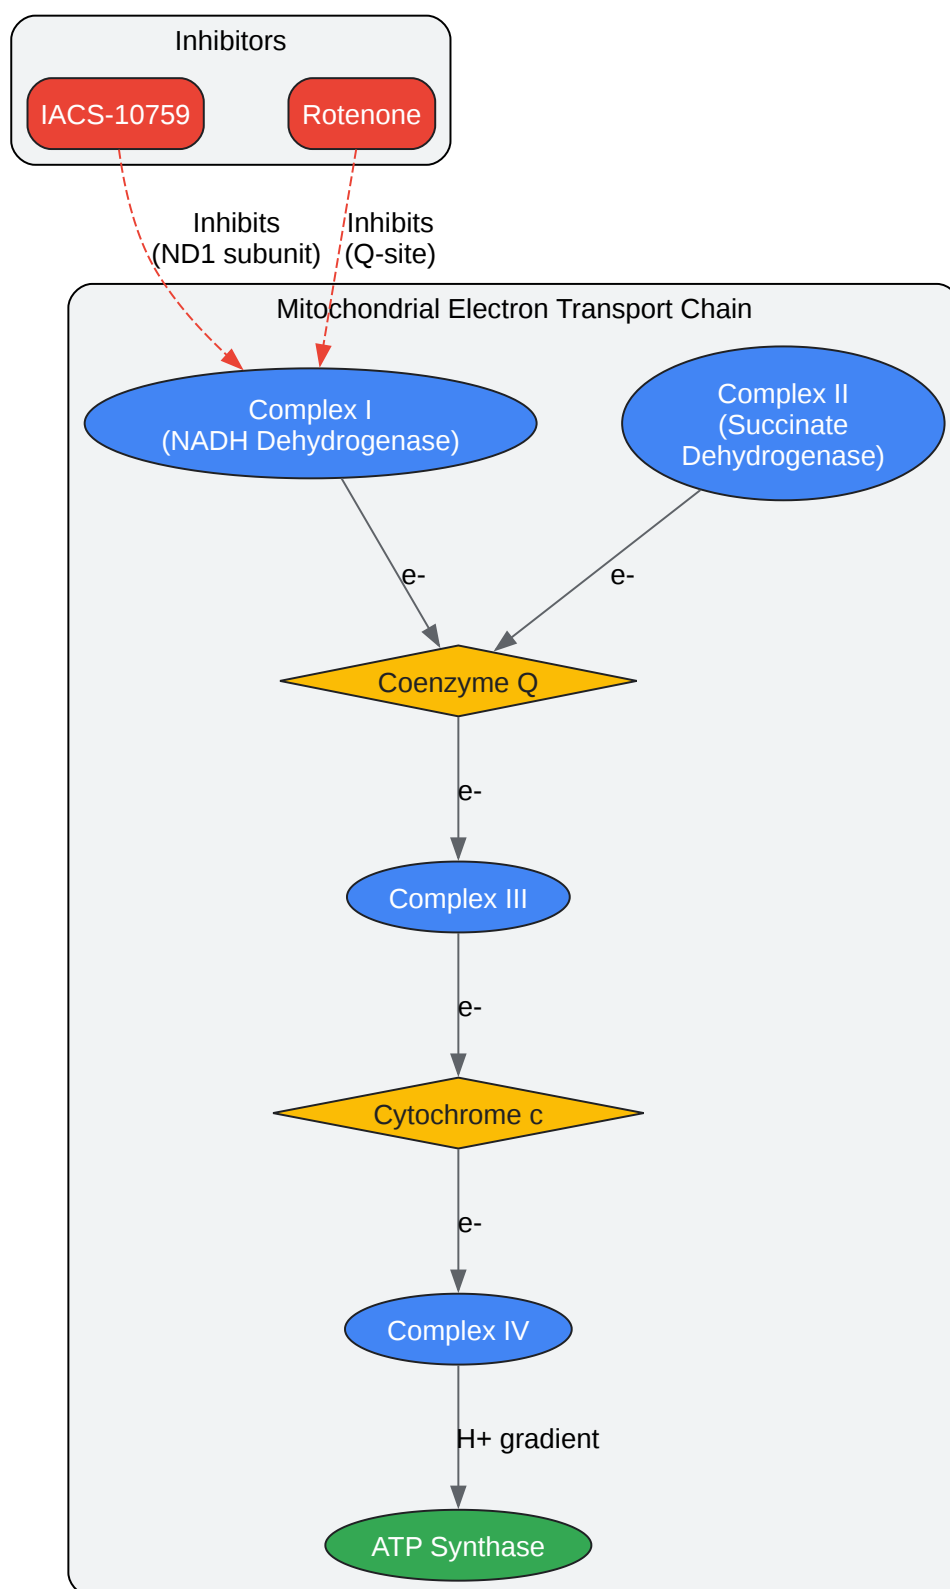 Inhibitors
IACS-10759
Rotenone
Inhibits
(ND1 subunit)
Inhibits
(Q-site)
Mitochondrial Electron Transport Chain
Complex I
(NADH Dehydrogenase)
Complex II
(Succinate
Dehydrogenase)
e-
e-
Coenzyme Q
e-
Complex III
e-
Cytochrome c
e-
Complex IV
H+ gradient
ATP Synthase